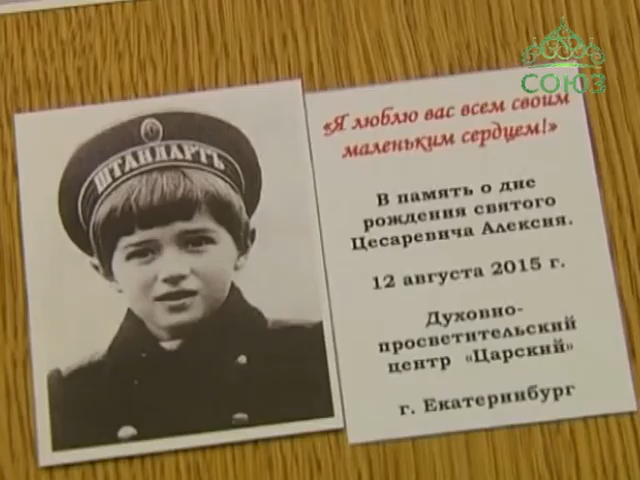 СОЮЗ
ШТАНДАРТЪ
«Я люблю вас всем своим
маленьким сердцем!»
В память о дне
рождения святого
Цесаревича Алексия.
12 августа 2015 г.
Духовно-
просветительский
центр «Царский»
г. Екатеринбург